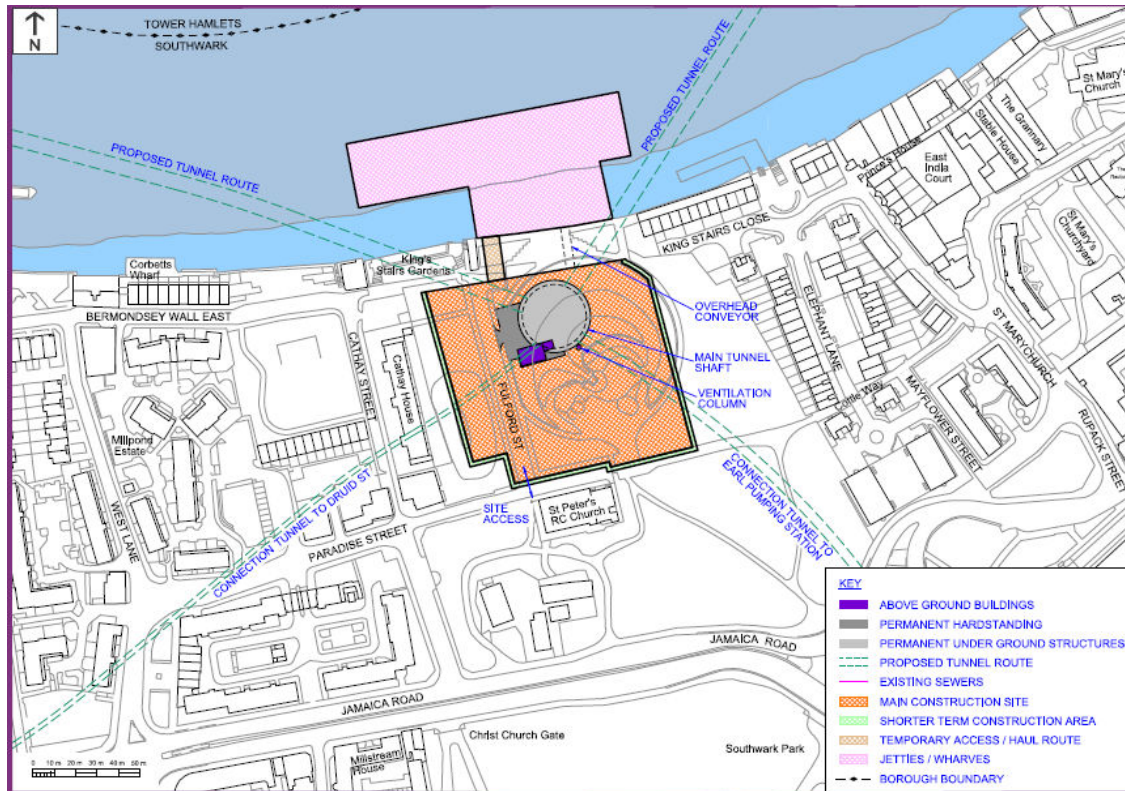 N
TOWER HAMLETS
SOUTHWARK
PROPOSED TUNNEL ROUTE
PROPOSED TUNNEL ROUTE
St Mary's
Church
The Grannary
Stable House
Prince's House
East
India
Court
St Mary's
Churchyard
KING STAIRS CLOSE
King's
Stairs Gardens
Corbetts
Wharf
BERMONDSEY WALL EAST
OVERHEAD
CONVEYOR
ELEPHANT LANE
ST MARYCHURCH
MAIN TUNNEL
SHAFT
CATHAY STREET
Cathay House
FULFORD ST
VENTILATION
COLUMN
Cottle Way
MAYFLOWER STREET
RUPACK STREET
Millpond
Estate
WEST LANE
CONNECTION TUNNEL TO DRUID ST
CONNECTION TUNNEL TO
EARL PUMPING STATION
SITE
ACCESS
St Peter's
RC Church
PARADISE STREET
JAMAICA ROAD
JAMAICA ROAD
Christ Church Gate
Southwark Park
Millstream
House
0 10 m 20 m 30 m 40 m 50 m
KEY
ABOVE GROUND BUILDINGS
PERMANENT HARDSTANDING
PERMANENT UNDER GROUND STRUCTURES
PROPOSED TUNNEL ROUTE
EXISTING SEWERS
MAIN CONSTRUCTION SITE
SHORTER TERM CONSTRUCTION AREA
TEMPORARY ACCESS / HAUL ROUTE
JETTIES / WHARVES
BOROUGH BOUNDARY